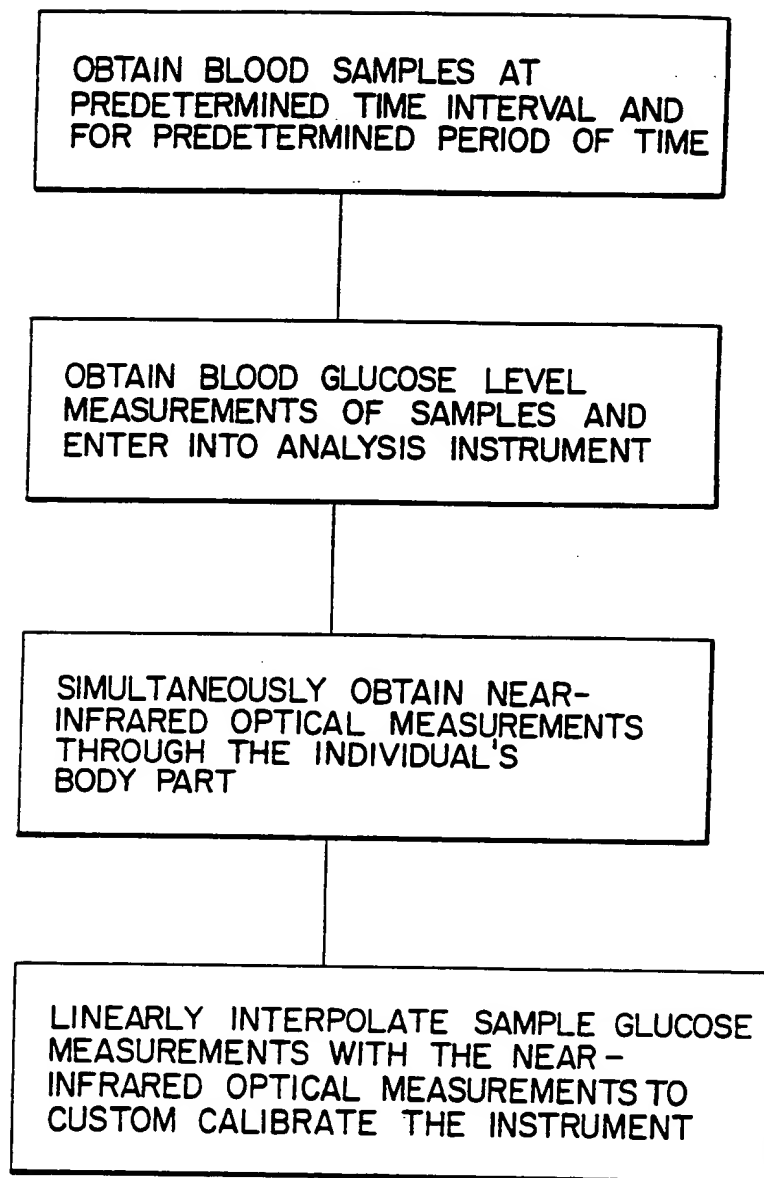 OBTAIN BLOOD SAMPLES AT
PREDETERMINED TIME INTERVAL AND
FOR PREDETERMINED PERIOD OF TIME
OBTAIN BLOOD GLUCOSE LEVEL
MEASUREMENTS OF SAMPLES AND
ENTER INTO ANALYSIS INSTRUMENT
SIMULTANEOUSLY OBTAIN NEAR-
INFRARED OPTICAL MEASUREMENTS
THROUGH THE INDIVIDUAL'S
BODY PART
LINEARLY INTERPOLATE SAMPLE GLUCOSE
MEASUREMENTS WITH THE NEAR-
INFRARED OPTICAL MEASUREMENTS TO
CUSTOM CALIBRATE THE INSTRUMENT